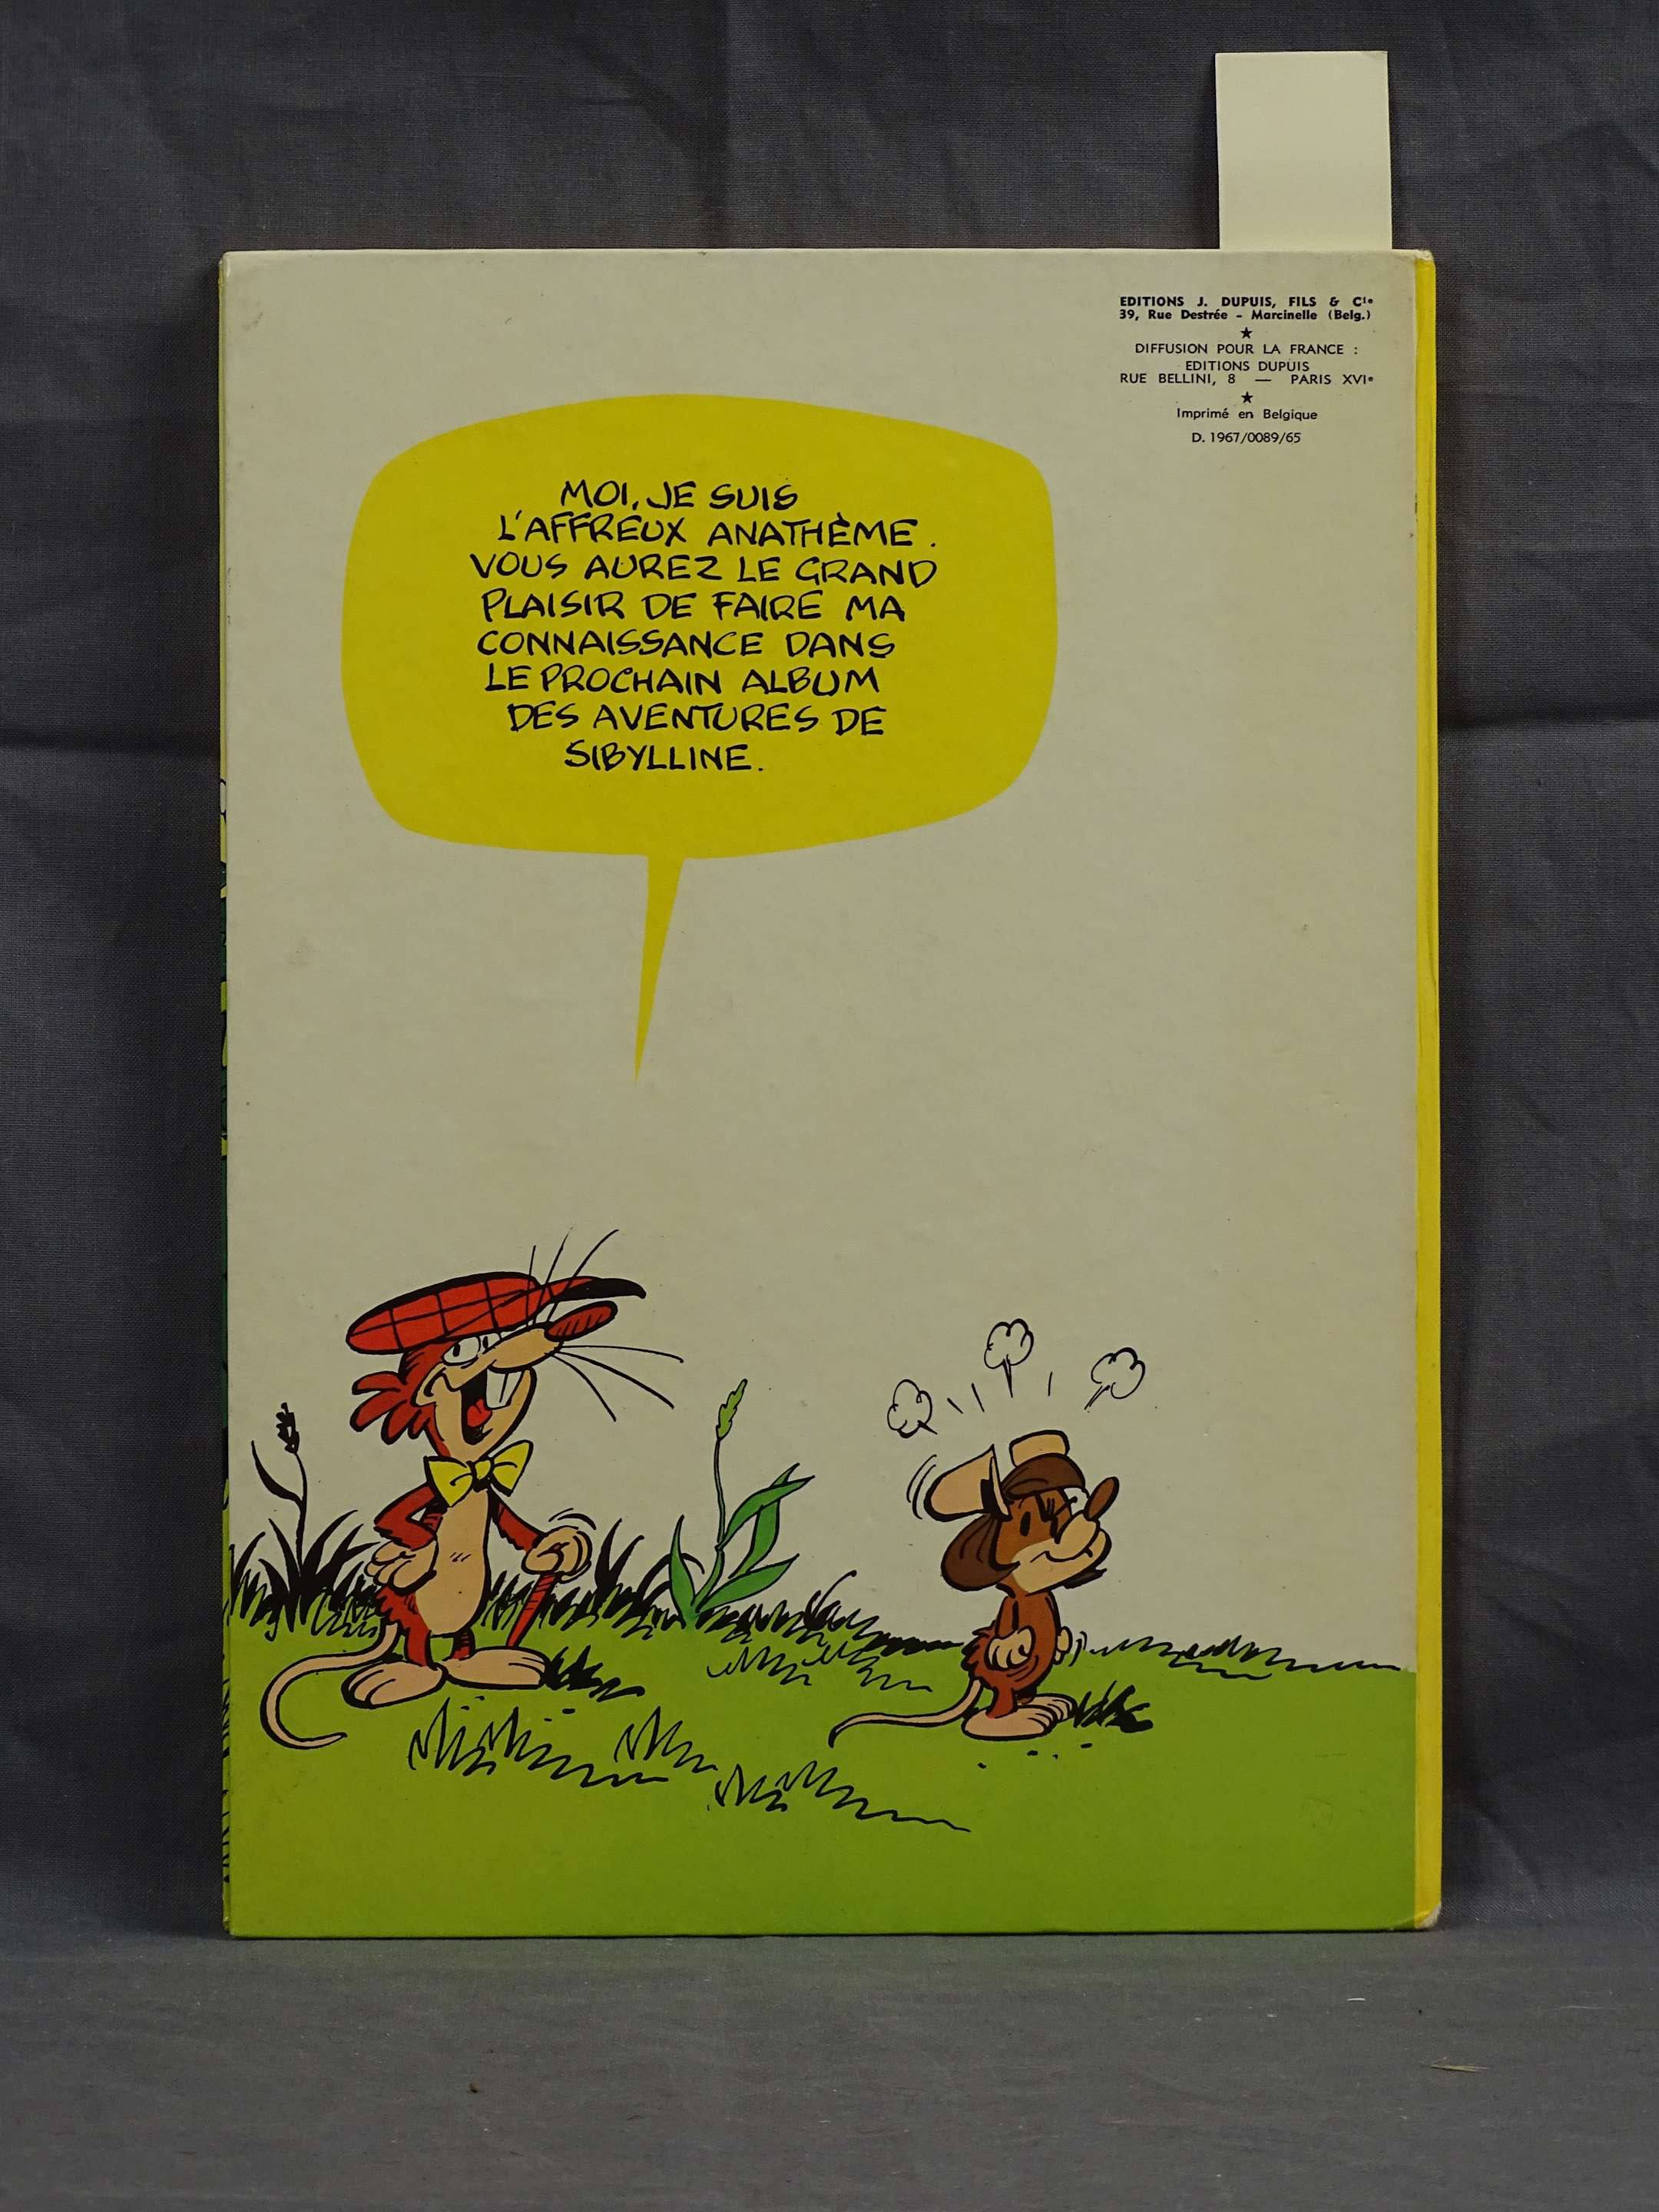 EDITIONS J. DUPUIS, FILS & Cie
39, Rue Destrée - Marcinelle (Belg.)
★
DIFFUSION POUR LA FRANCE :
EDITIONS DUPUIS
RUE BELLINI, 8 — PARIS XVIe
★
Imprimé en Belgique
D. 1967/0089/65
MOI, JE SUIS
L'AFFREUX ANATHÈME.
VOUS AUREZ LE GRAND
PLAISIR DE FAIRE MA
CONNAISSANCE DANS
LE PROCHAIN ALBUM
DES AVENTURES DE
SIBYLLINE.